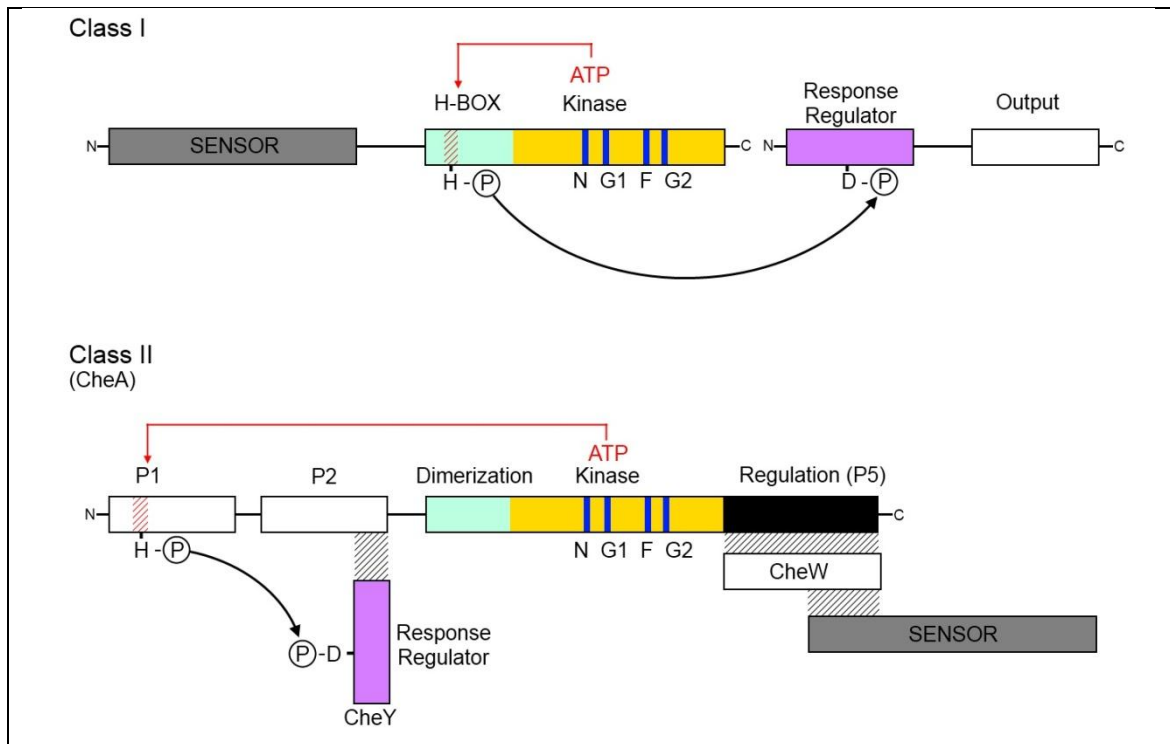 Class I
ATP
H-BOX
Kinase
Response
Regulator
Output
N
SENSOR
C
N
C
H - P
N G1 F G2
D - P
Class II
(CheA)
ATP
P1
P2
Dimerization
Kinase
Regulation (P5)
N
C
H - P
N G1 F G2
CheW
P -D
Response
Regulator
SENSOR
CheY